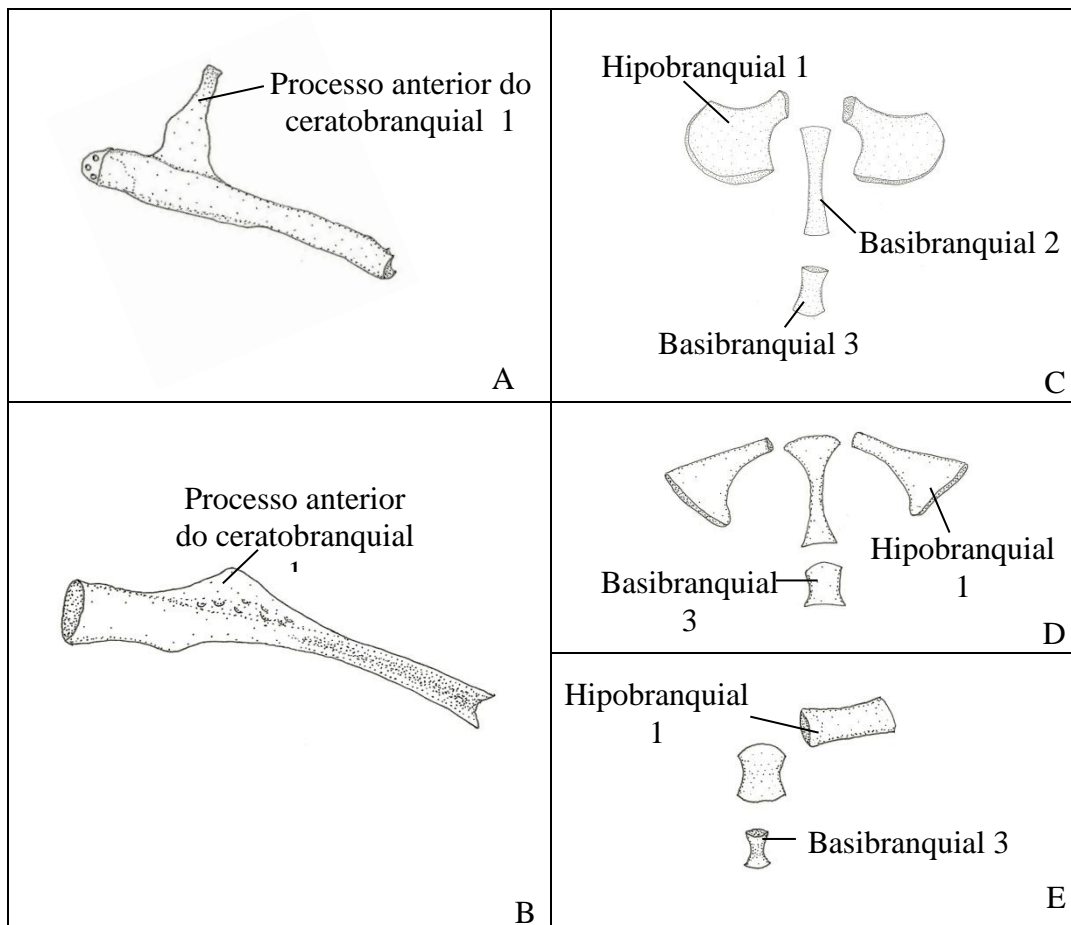 Processo anterior do
ceratobranquial 1
A
Processo anterior
do ceratobranquial
B
Hipobranquial 1
Basibranquial 2
Basibranquial 3
C
Hipobranquial
1
Basibranquial
3
D
Hipobranquial
1
Basibranquial 3
E